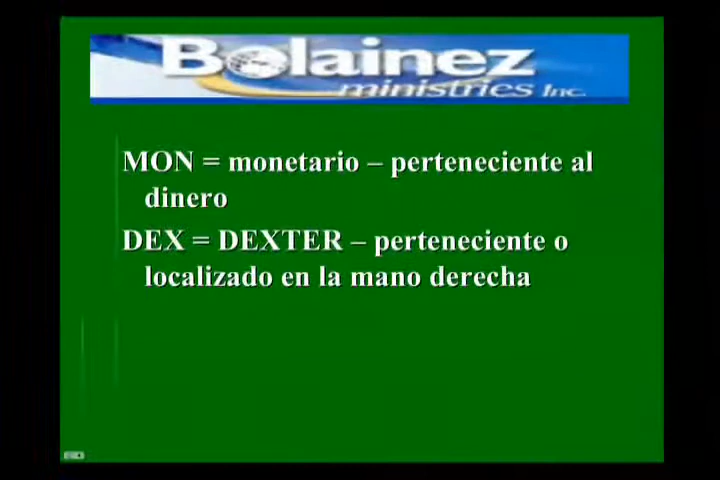 Bolainez
ministries Inc.
MON = monetario – perteneciente al
dinero
DEX = DEXTER – perteneciente o
localizado en la mano derecha